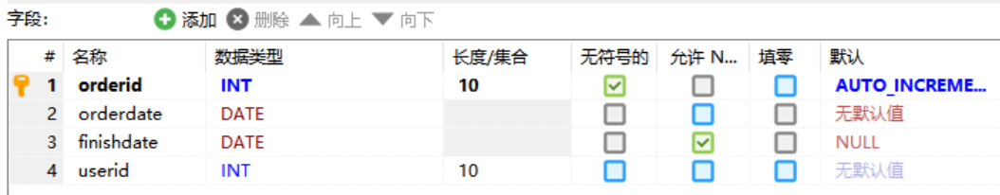 字段: 添加 删除 向上 向下
# 名称 数据类型 长度/集合 无符号的 允许 N... 填零 默认
1 orderid INT 10 AUTO_INCREME...
2 orderdate DATE 无默认值
3 finishdate DATE NULL
4 userid INT 10 无默认值